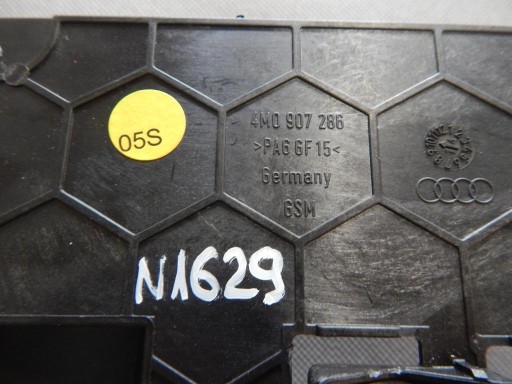 4M0 907 286
>PA6 GF15<
Germany
GSM
05S
N1629